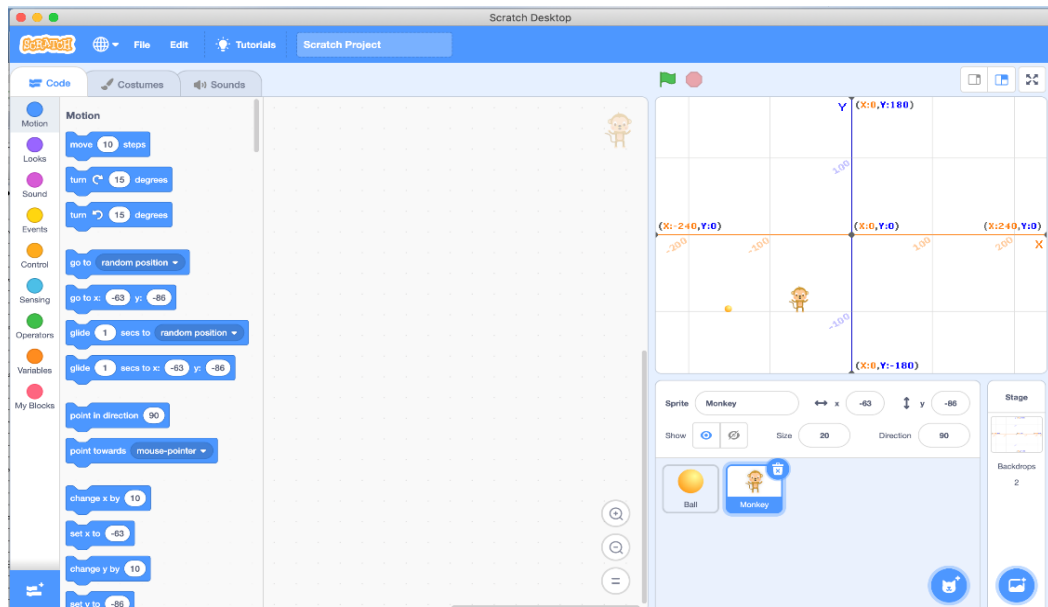 Scratch Desktop
SCRATCH File Edit Tutorials Scratch Project
Code Costumes Sounds
Motion
Looks
Sound
Events
Control
Sensing
Operators
Variables
My Blocks
Motion
move 10 steps
turn 15 degrees
turn 15 degrees
go to random position
go to x: -63 y: -86
glide 1 secs to random position
glide 1 secs to x: -63 y: -86
point in direction 90
point towards mouse-pointer
change x by 10
set x to -63
change y by 10
set y to -86
Y (X:0,Y:180)
100
(X:-240,Y:0) (X:0,Y:0) (X:240,Y:0)
-200 -100 100 200 X
-100
(X:0,Y:-180)
Sprite Monkey x -63 y -86
Show Size 20 Direction 90
Ball Monkey
Stage
Backdrops
2